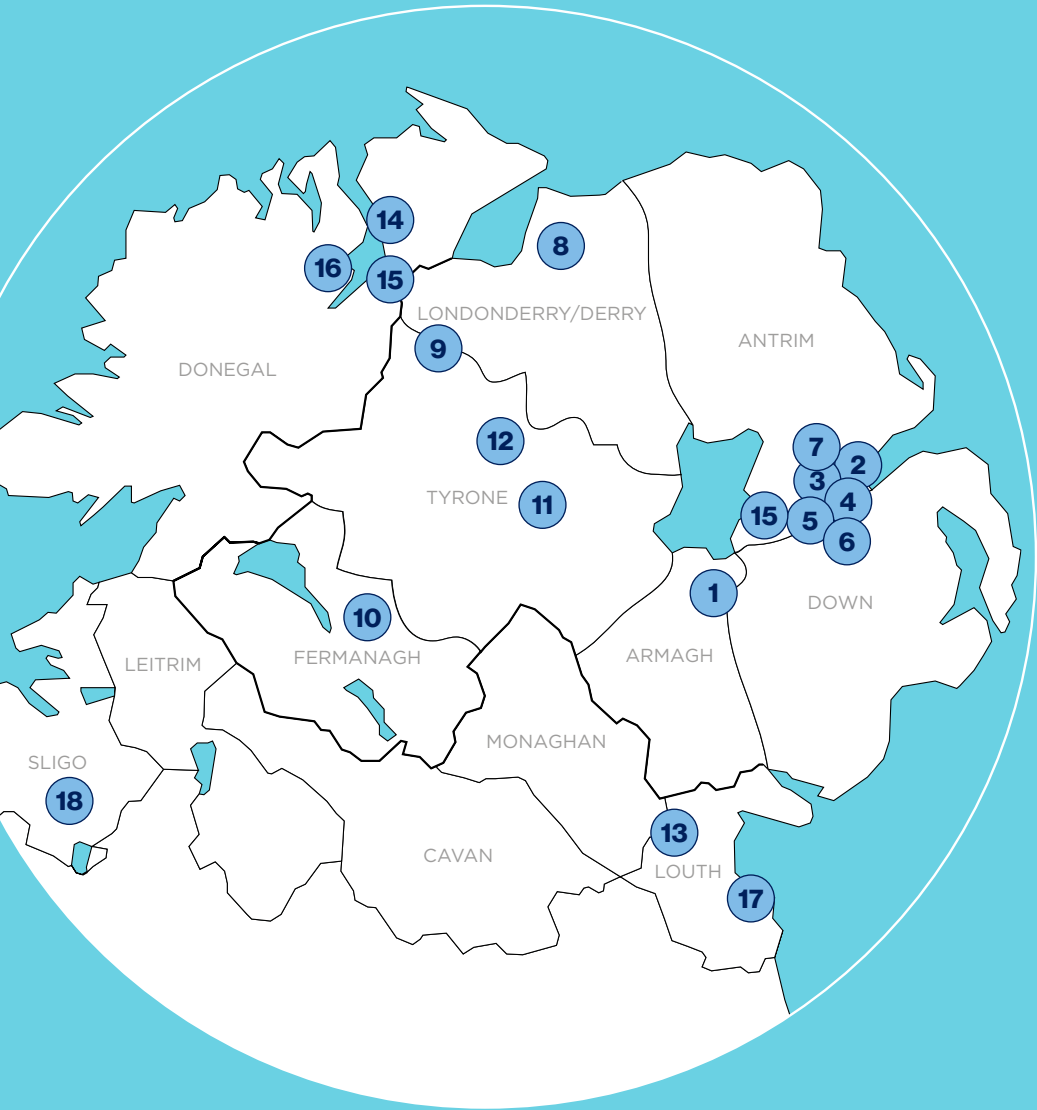 14
8
16
15
LONDONDERRY/DERRY
ANTRIM
9
DONEGAL
12
7
2
3
TYRONE
11
4
15
5
6
1
DOWN
10
FERMANAGH
ARMAGH
LEITRIM
MONAGHAN
SLIGO
18
13
CAVAN
LOUTH
17